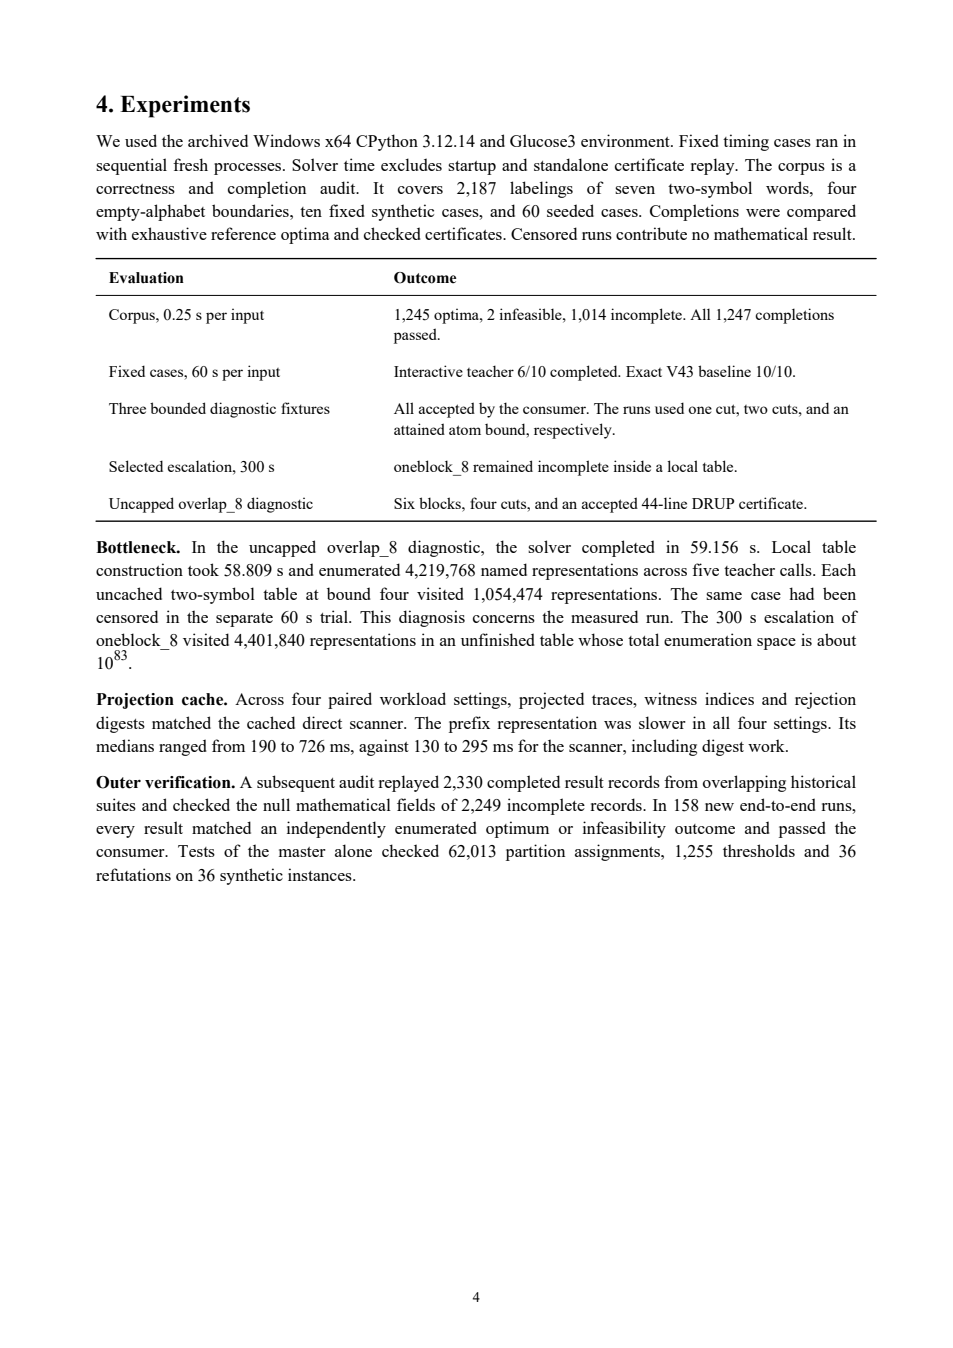 4. Experiments
We used the archived Windows x64 CPython 3.12.14 and Glucose3 environment. Fixed timing cases ran in
sequential fresh processes. Solver time excludes startup and standalone certificate replay. The corpus is a
correctness and completion audit. It covers 2,187 labelings of seven two-symbol words, four
empty-alphabet boundaries, ten fixed synthetic cases, and 60 seeded cases. Completions were compared
with exhaustive reference optima and checked certificates. Censored runs contribute no mathematical result.
Evaluation Outcome
Corpus, 0.25 s per input 1,245 optima, 2 infeasible, 1,014 incomplete. All 1,247 completions
passed.
Fixed cases, 60 s per input Interactive teacher 6/10 completed. Exact V43 baseline 10/10.
Three bounded diagnostic fixtures All accepted by the consumer. The runs used one cut, two cuts, and an
attained atom bound, respectively.
Selected escalation, 300 s oneblock_8 remained incomplete inside a local table.
Uncapped overlap_8 diagnostic Six blocks, four cuts, and an accepted 44-line DRUP certificate.
Bottleneck. In the uncapped overlap_8 diagnostic, the solver completed in 59.156 s. Local table
construction took 58.809 s and enumerated 4,219,768 named representations across five teacher calls. Each
uncached two-symbol table at bound four visited 1,054,474 representations. The same case had been
censored in the separate 60 s trial. This diagnosis concerns the measured run. The 300 s escalation of
oneblock_8 visited 4,401,840 representations in an unfinished table whose total enumeration space is about
10⁸³.
Projection cache. Across four paired workload settings, projected traces, witness indices and rejection
digests matched the cached direct scanner. The prefix representation was slower in all four settings. Its
medians ranged from 190 to 726 ms, against 130 to 295 ms for the scanner, including digest work.
Outer verification. A subsequent audit replayed 2,330 completed result records from overlapping historical
suites and checked the null mathematical fields of 2,249 incomplete records. In 158 new end-to-end runs,
every result matched an independently enumerated optimum or infeasibility outcome and passed the
consumer. Tests of the master alone checked 62,013 partition assignments, 1,255 thresholds and 36
refutations on 36 synthetic instances.
4